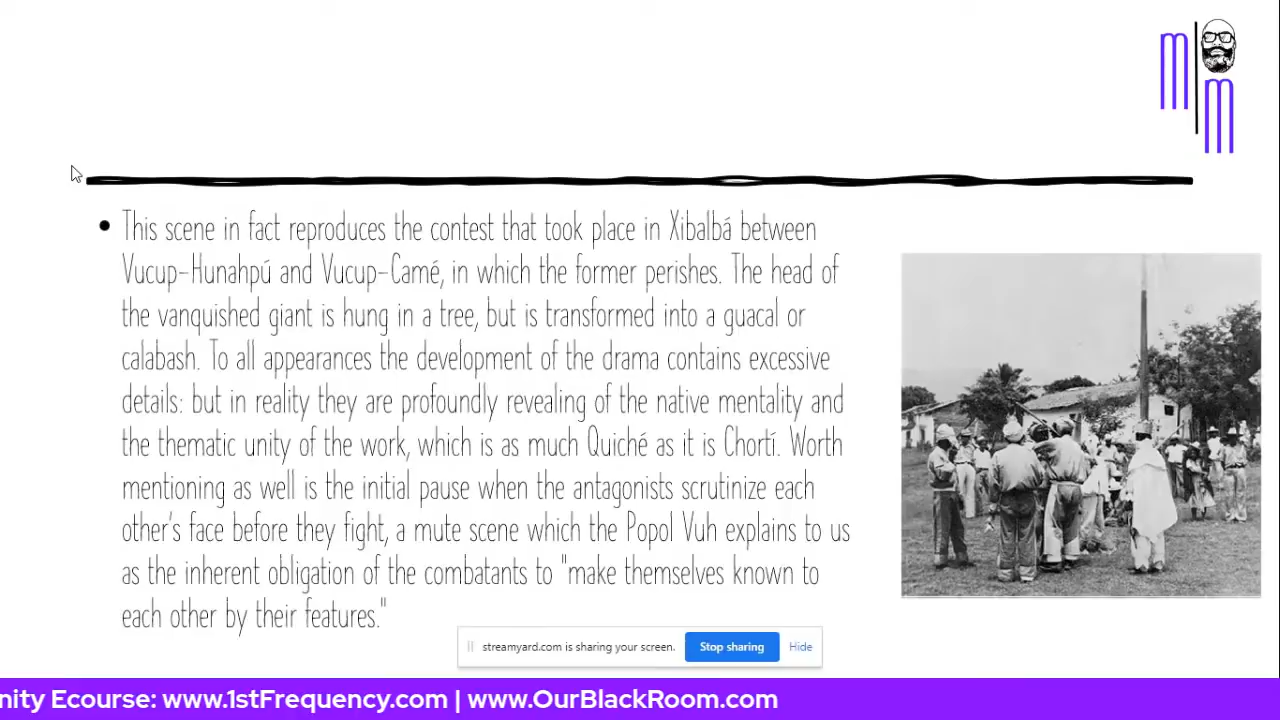 m
m
This scene in fact reproduces the contest that took place in Xibalbá between
Vucup-Hunahpú and Vucup-Camé, in which the former perishes. The head of
the vanquished giant is hung in a tree, but is transformed into a guacal or
calabash. To all appearances the development of the drama contains excessive
details: but in reality they are profoundly revealing of the native mentality and
the thematic unity of the work, which is as much Quiché as it is Chortí. Worth
mentioning as well is the initial pause when the antagonists scrutinize each
other's face before they fight, a mute scene which the Popol Vuh explains to us
as the inherent obligation of the combatants to "make themselves known to
each other by their features."
streamyard.com is sharing your screen. Stop sharing Hide
nity Ecourse: www.1stFrequency.com | www.OurBlackRoom.com